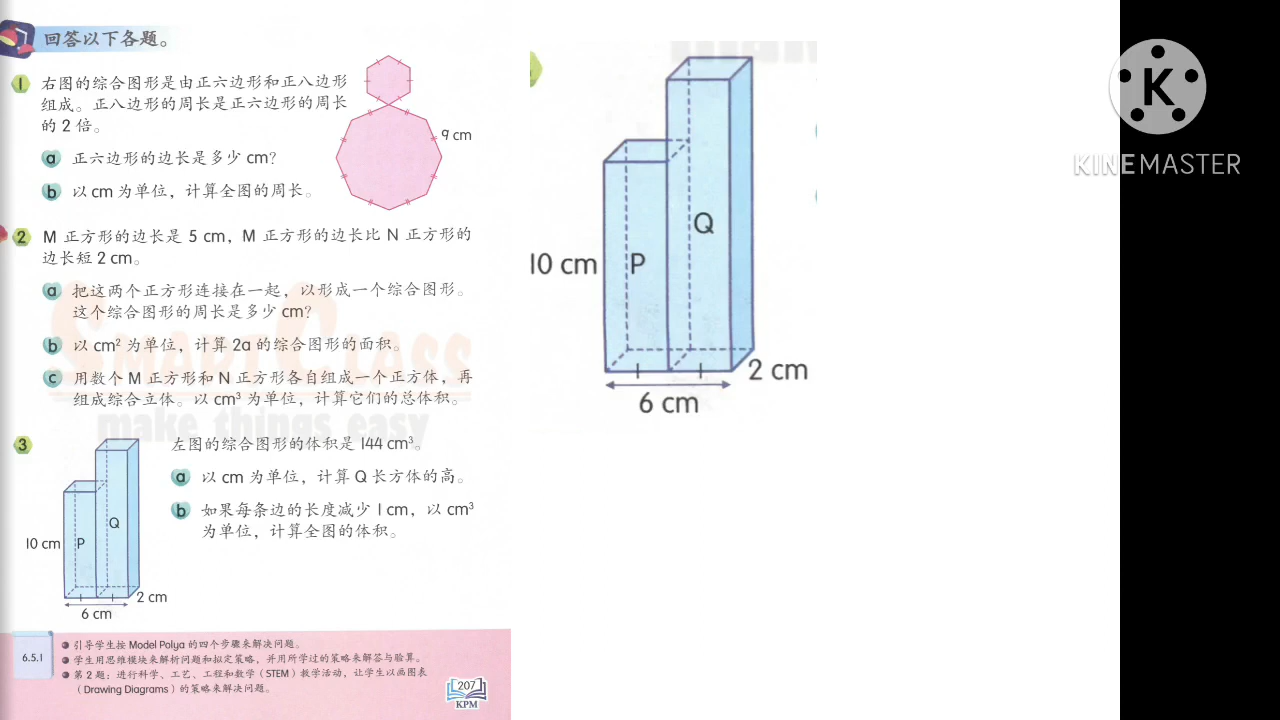 回答以下各题。
1 右图的综合图形是由正六边形和正八边形
组成。正八边形的周长是正六边形的周长
的 2 倍。
9 cm
a 正六边形的边长是多少 cm?
b 以 cm 为单位，计算全图的周长。
2 M 正方形的边长是 5 cm，M 正方形的边长比 N 正方形的
边长短 2 cm。
a 把这两个正方形连接在一起，以形成一个综合图形。
这个综合图形的周长是多少 cm?
b 以 cm² 为单位，计算 2a 的综合图形的面积。
c 用数个 M 正方形和 N 正方形各自组成一个正方体，再
组成综合立体。以 cm³ 为单位，计算它们的总体积。
SMART CLASS
make things easy
3 左图的综合图形的体积是 144 cm³。
a 以 cm 为单位，计算 Q 长方体的高。
b 如果每条边的长度减少 1 cm，以 cm³
为单位，计算全图的体积。
Q
10 cm P
2 cm
6 cm
6.5.1
引导学生按 Model Polya 的四个步骤来解决问题。
学生用思维模块来解析问题和拟定策略，并用所学过的策略来解答与验算。
第 2 题：进行科学、工艺、工程和数学（STEM）教学活动，让学生以画图表
（Drawing Diagrams）的策略来解决问题。
207
KPM
Q
10 cm P
2 cm
6 cm
K
KINEMASTER